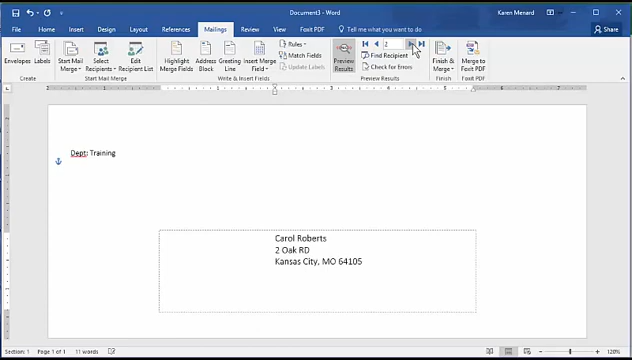 Document3 - Word
Karen Menard
File
Home
Insert
Design
Layout
References
Mailings
Review
View
Foxit PDF
Tell me what you want to do
Share
Envelopes
Labels
Create
Start Mail Merge
Select Recipients
Edit Recipient List
Start Mail Merge
Highlight Merge Fields
Address Block
Greeting Line
Insert Merge Field
Rules
Match Fields
Update Labels
Write & Insert Fields
Preview Results
2
Find Recipient
Check for Errors
Preview Results
Finish & Merge
Finish
Merge to Foxit PDF
Foxit PDF
Dept: Training
Carol Roberts
2 Oak RD
Kansas City, MO 64105
Section: 1
Page 1 of 1
11 words
120%